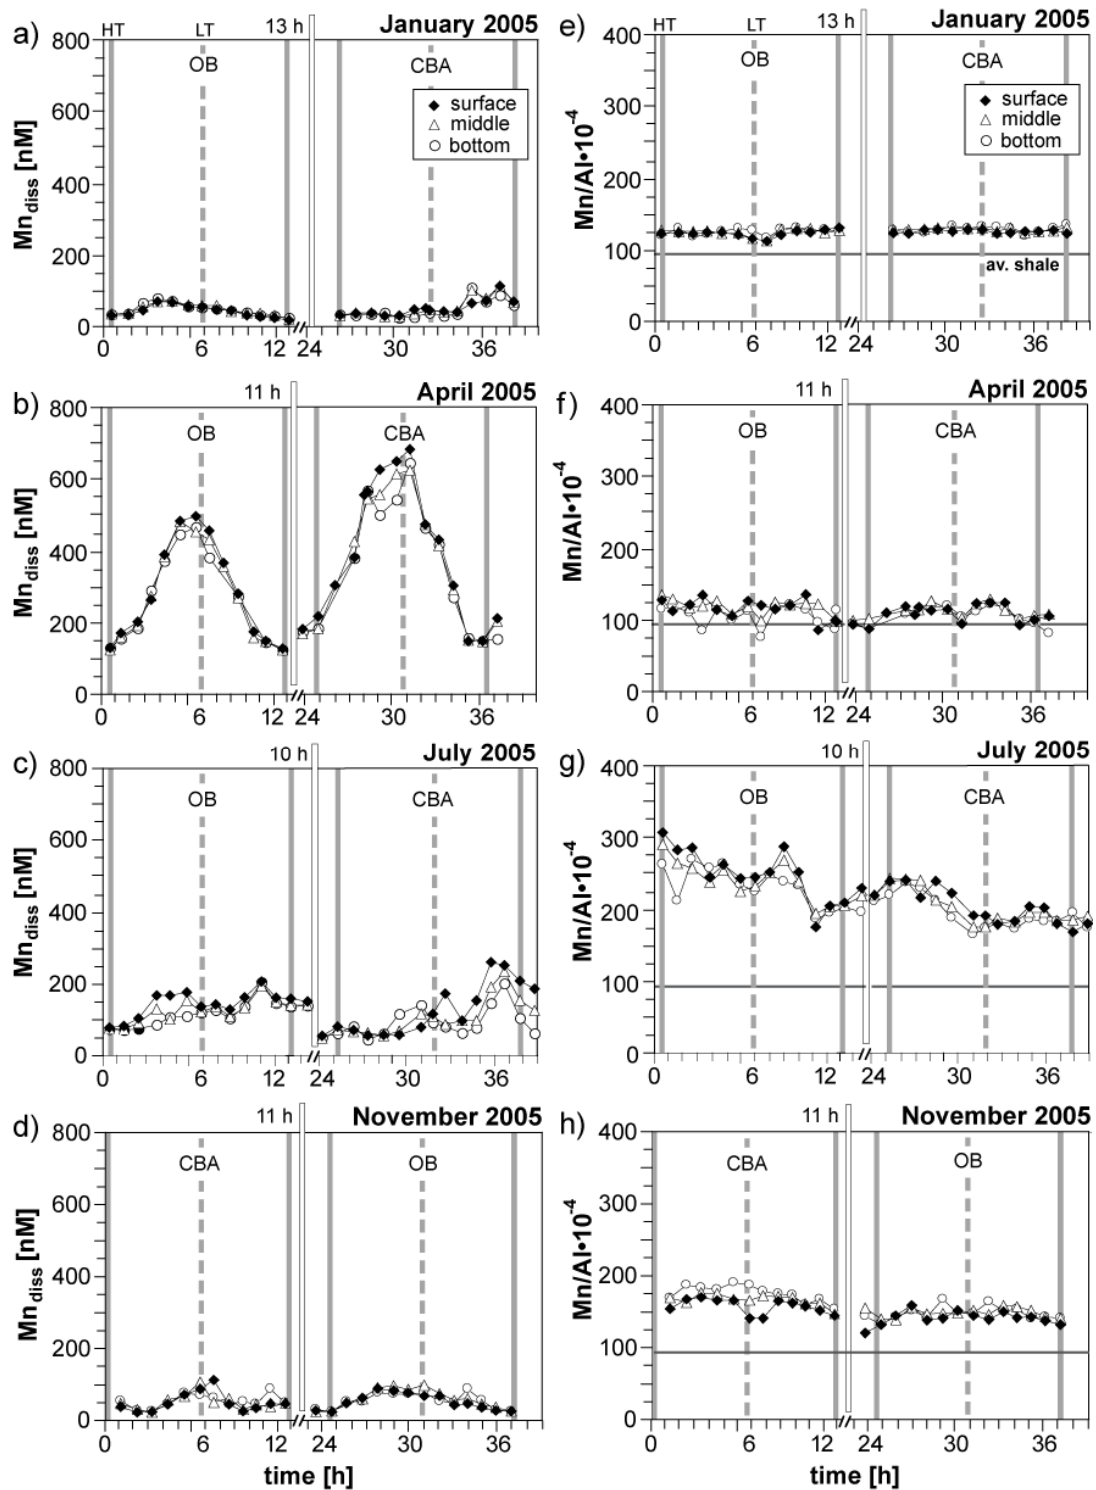 a)
HT
LT
13 h
January 2005
OB
CBA
surface
middle
bottom
Mn_diss [nM]
800
600
400
200
0
0
6
12
24
36
e)
HT
LT
13 h
January 2005
OB
CBA
surface
middle
bottom
av. shale
Mn/Al•10^-4
400
300
200
100
0
0
6
12
24
36
b)
11 h
April 2005
OB
CBA
Mn_diss [nM]
800
600
400
200
0
0
6
12
24
30
36
f)
11 h
April 2005
OB
CBA
Mn/Al•10^-4
400
300
200
100
0
0
6
12
24
30
36
c)
10 h
July 2005
OB
CBA
Mn_diss [nM]
800
600
400
200
0
0
6
12
24
30
36
g)
10 h
July 2005
OB
CBA
Mn/Al•10^-4
400
300
200
100
0
0
6
12
24
30
36
d)
11 h
November 2005
CBA
OB
Mn_diss [nM]
800
600
400
200
0
0
6
12
24
30
36
time [h]
h)
11 h
November 2005
CBA
OB
Mn/Al•10^-4
400
300
200
100
0
0
6
12
24
30
36
time [h]